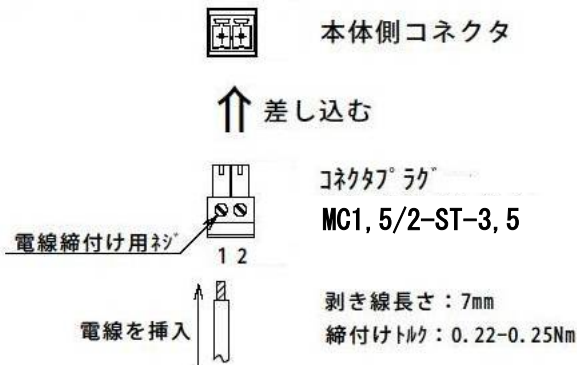 本体側コネクタ
差し込む
コネクタプラグ
MC1,5/2-ST-3,5
電線締付け用ネジ
1 2
剥き線長さ：7mm
電線を挿入
締付けトルク：0.22-0.25Nm